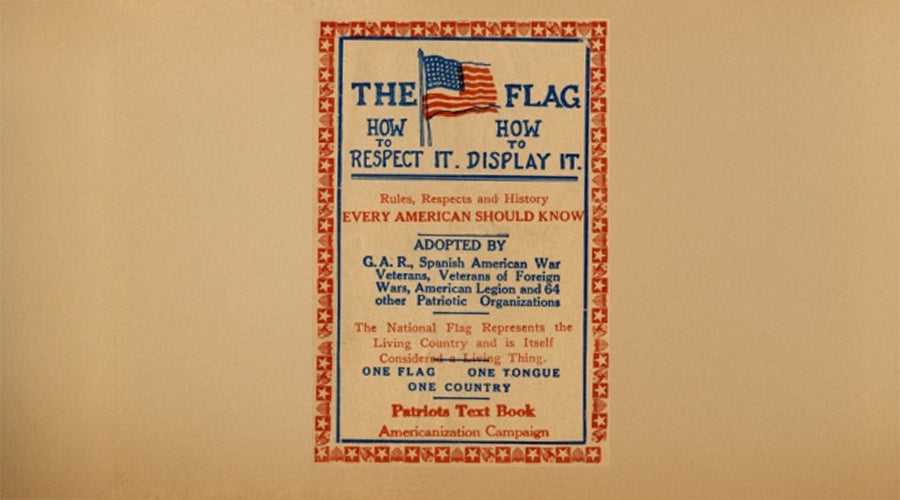 THE FLAG
HOW HOW
TO TO
RESPECT IT. DISPLAY IT.
Rules, Respects and History
EVERY AMERICAN SHOULD KNOW
ADOPTED BY
G. A. R., Spanish American War
Veterans, Veterans of Foreign
Wars, American Legion and 64
other Patriotic Organizations
The National Flag Represents the
Living Country and is Itself
Considered a Living Thing.
ONE FLAG ONE TONGUE
ONE COUNTRY
Patriots Text Book
Americanization Campaign